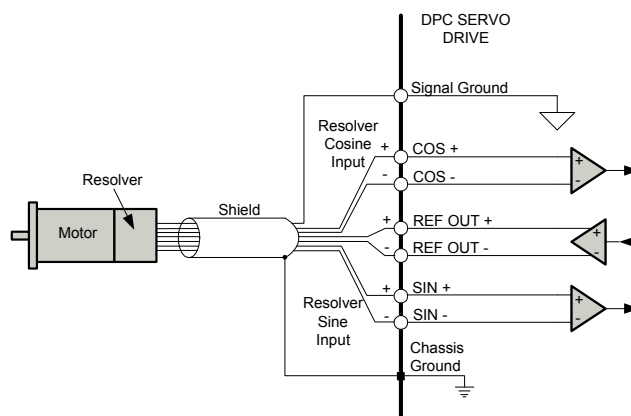 DPC SERVO
DRIVE
Signal Ground
Resolver
Cosine
Input
+
COS +
+
-
COS -
-
Resolver
Shield
Motor
+
REF OUT +
+
-
REF OUT -
-
Resolver
Sine
Input
+
SIN +
+
-
SIN -
-
Chassis
Ground